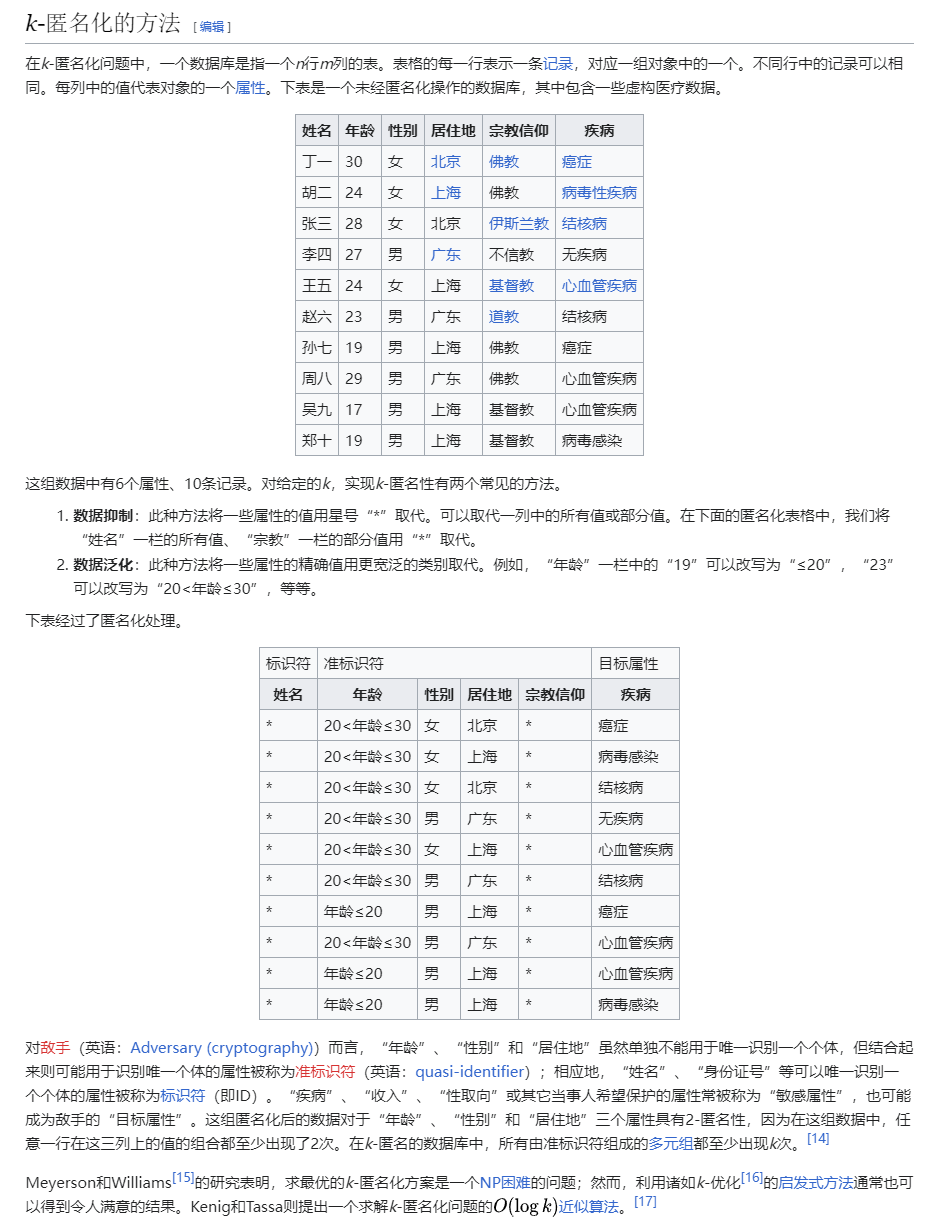 k-匿名化的方法 [编辑]
在k-匿名化问题中，一个数据库是指一个n行m列的表。表格的每一行表示一条记录，对应一组对象中的一个。不同行中的记录可以相
同。每列中的值代表对象的一个属性。下表是一个未经匿名化操作的数据库，其中包含一些虚构医疗数据。
姓名 年龄 性别 居住地 宗教信仰 疾病
丁一 30 女 北京 佛教 癌症
胡二 24 女 上海 佛教 病毒性疾病
张三 28 女 北京 伊斯兰教 结核病
李四 27 男 广东 不信教 无疾病
王五 24 女 上海 基督教 心血管疾病
赵六 23 男 广东 道教 结核病
孙七 19 男 上海 佛教 癌症
周八 29 男 广东 佛教 心血管疾病
吴九 17 男 上海 基督教 心血管疾病
郑十 19 男 上海 基督教 病毒感染
这组数据中有6个属性、10条记录。对给定的k，实现k-匿名性有两个常见的方法。
1. 数据抑制：此种方法将一些属性的值用星号“*”取代。可以取代一列中的所有值或部分值。在下面的匿名化表格中，我们将
“姓名”一栏的所有值、“宗教”一栏的部分值用“*”取代。
2. 数据泛化：此种方法将一些属性的精确值用更宽泛的类别取代。例如，“年龄”一栏中的“19”可以改写为“≤20”，“23”
可以改写为“20<年龄≤30”，等等。
下表经过了匿名化处理。
标识符 准标识符 目标属性
姓名 年龄 性别 居住地 宗教信仰 疾病
* 20<年龄≤30 女 北京 * 癌症
* 20<年龄≤30 女 上海 * 病毒感染
* 20<年龄≤30 女 北京 * 结核病
* 20<年龄≤30 男 广东 * 无疾病
* 20<年龄≤30 女 上海 * 心血管疾病
* 20<年龄≤30 男 广东 * 结核病
* 年龄≤20 男 上海 * 癌症
* 20<年龄≤30 男 广东 * 心血管疾病
* 年龄≤20 男 上海 * 心血管疾病
* 年龄≤20 男 上海 * 病毒感染
对敌手（英语：Adversary (cryptography)）而言，“年龄”、“性别”和“居住地”虽然单独不能用于唯一识别一个个体，但结合起
来则可能用于识别唯一个体的属性被称为准标识符（英语：quasi-identifier）；相应地，“姓名”、“身份证号”等可以唯一识别一
个个体的属性被称为标识符（即ID）。“疾病”、“收入”、“性取向”或其它当事人希望保护的属性常被称为“敏感属性”，也可能
成为敌手的“目标属性”。这组匿名化后的数据对于“年龄”、“性别”和“居住地”三个属性具有2-匿名性，因为在这组数据中，任
意一行在这三列上的值的组合都至少出现了2次。在k-匿名的数据库中，所有由准标识符组成的多元组都至少出现k次。[14]
Meyerson和Williams[15]的研究表明，求最优的k-匿名化方案是一个NP困难的问题；然而，利用诸如k-优化[16]的启发式方法通常也可
以得到令人满意的结果。Kenig和Tassa则提出一个求解k-匿名化问题的O(log k)近似算法。[17]